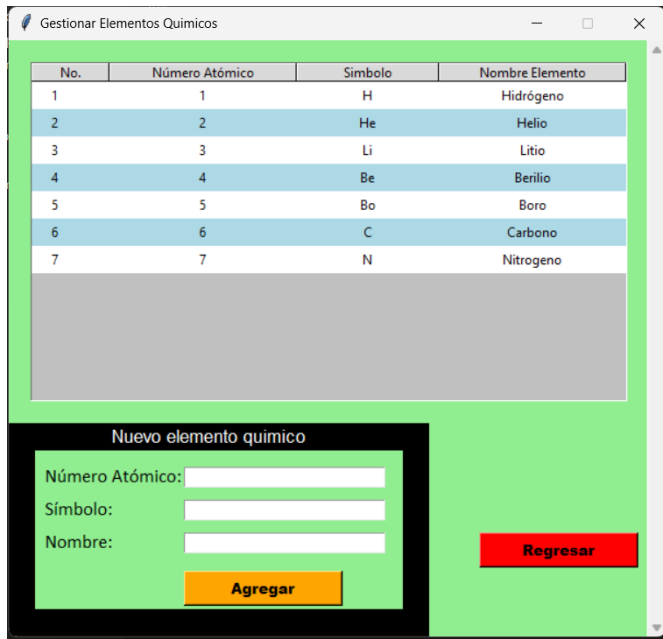 Gestionar Elementos Quimicos
No. Número Atómico Simbolo Nombre Elemento
1 1 H Hidrógeno
2 2 He Helio
3 3 Li Litio
4 4 Be Berilio
5 5 Bo Boro
6 6 C Carbono
7 7 N Nitrogeno
Nuevo elemento quimico
Número Atómico:
Símbolo:
Nombre:
Regresar
Agregar